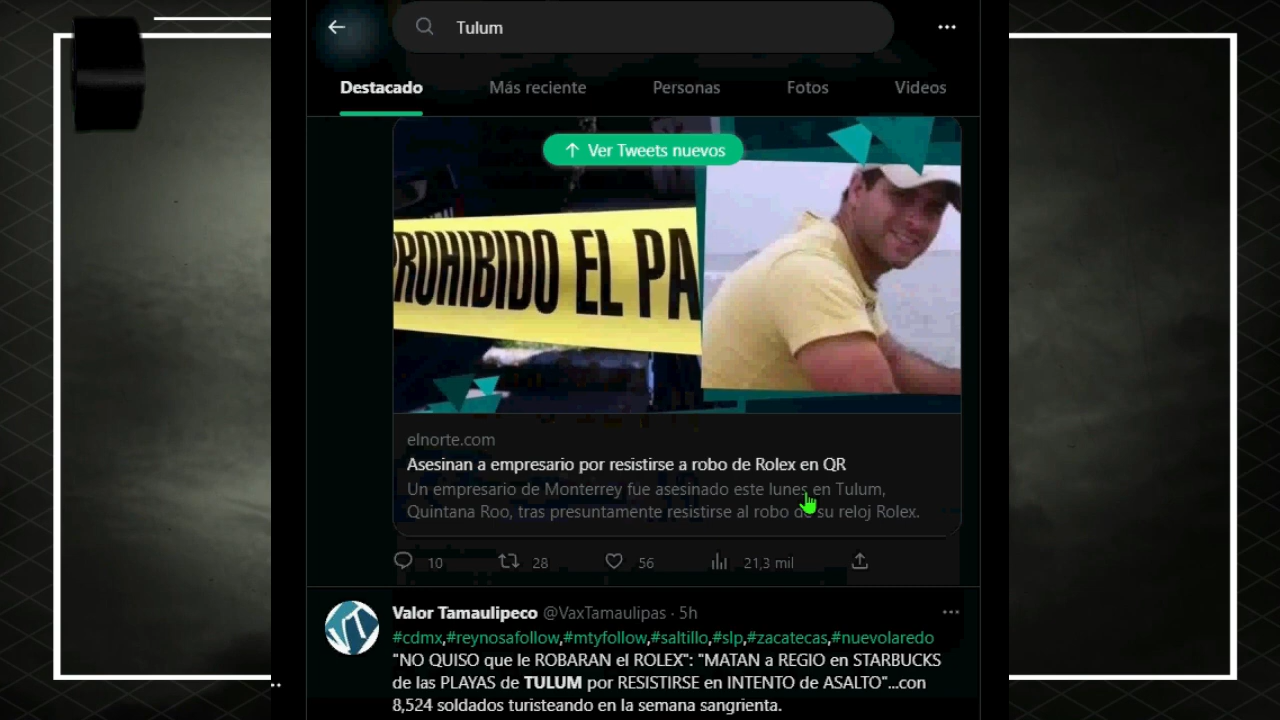 Tulum
Destacado
Más reciente
Personas
Fotos
Videos
Ver Tweets nuevos
PROHIBIDO EL PA
elnorte.com
Asesinan a empresario por resistirse a robo de Rolex en QR
Un empresario de Monterrey fue asesinado este lunes en Tulum,
Quintana Roo, tras presuntamente resistirse al robo de su reloj Rolex.
10 28 56 21,3 mil
Valor Tamaulipeco @VaxTamaulipas · 5h
#cdmx,#reynosafollow,#mtyfollow,#saltillo,#slp,#zacatecas,#nuevolaredo
"NO QUISO que le ROBARAN el ROLEX": "MATAN a REGIO en STARBUCKS
de las PLAYAS de TULUM por RESISTIRSE en INTENTO de ASALTO"...con
8,524 soldados turisteando en la semana sangrienta.
VT